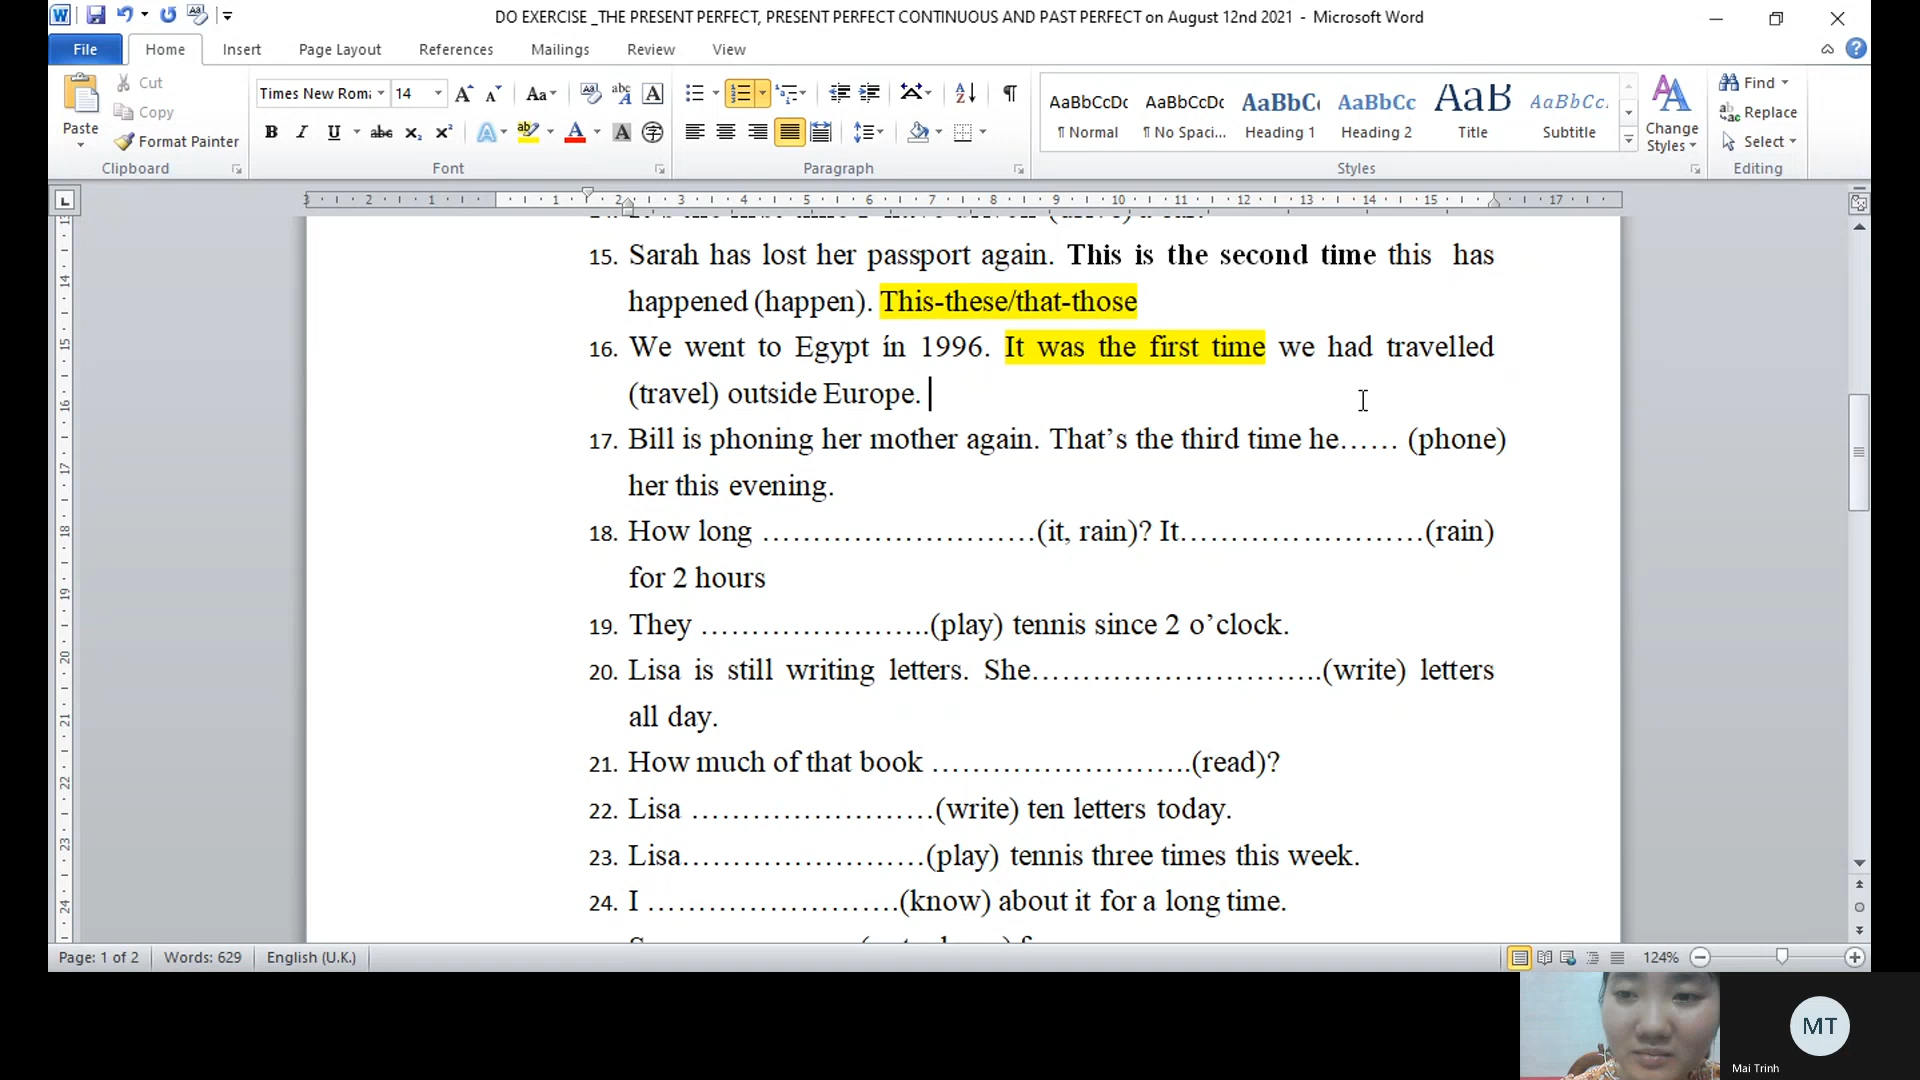 DO EXERCISE _THE PRESENT PERFECT, PRESENT PERFECT CONTINUOUS AND PAST PERFECT on August 12nd 2021 - Microsoft Word
File Home Insert Page Layout References Mailings Review View
Paste Cut Copy Format Painter
Times New Roma 14
AaBbCcDc AaBbCcDc AaBbC AaBbCc AaB AaBbCc.
¶ Normal ¶ No Spaci... Heading 1 Heading 2 Title Subtitle
Change Styles
Find Replace Select
Clipboard Font Paragraph Styles Editing
15. Sarah has lost her passport again. This is the second time this has
happened (happen). This-these/that-those
16. We went to Egypt ín 1996. It was the first time we had travelled
(travel) outside Europe.
17. Bill is phoning her mother again. That’s the third time he…… (phone)
her this evening.
18. How long ……………………………(it, rain)? It…………………………(rain)
for 2 hours
19. They ……………………….(play) tennis since 2 o’clock.
20. Lisa is still writing letters. She…………………………….(write) letters
all day.
21. How much of that book ………………………….(read)?
22. Lisa …………………………(write) ten letters today.
23. Lisa…………………………(play) tennis three times this week.
24. I …………………………(know) about it for a long time.
Page: 1 of 2 Words: 629 English (U.K.) 124%
MT
Mai Trinh